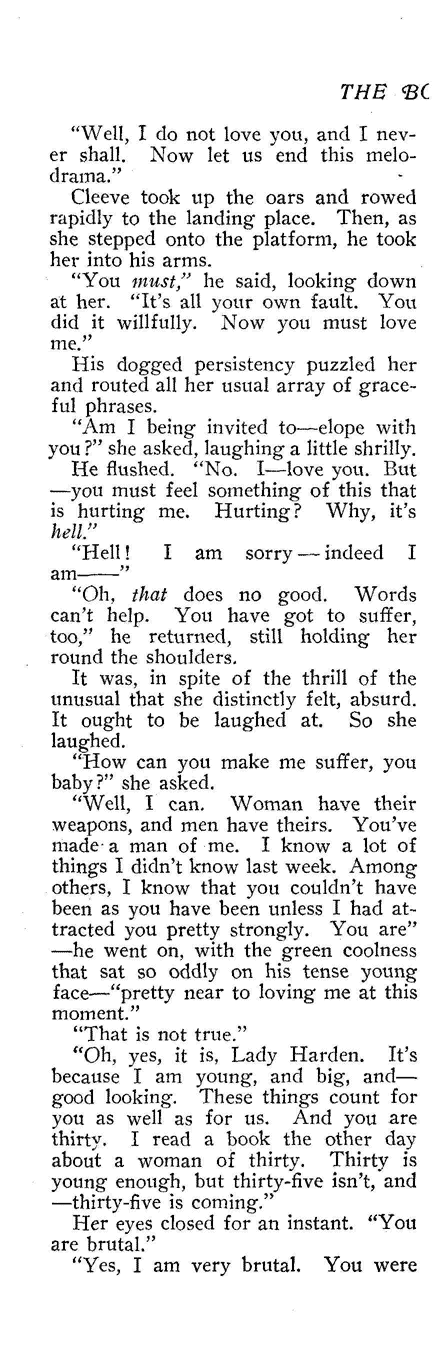 THE BO
“Well, I do not love you, and I nev-
er shall. Now let us end this melo-
drama.”
Cleeve took up the oars and rowed
rapidly to the landing place. Then, as
she stepped onto the platform, he took
her into his arms.
“You must,” he said, looking down
at her. “It’s all your own fault. You
did it willfully. Now you must love
me.”
His dogged persistency puzzled her
and routed all her usual array of grace-
ful phrases.
“Am I being invited to—elope with
you?” she asked, laughing a little shrilly.
He flushed. “No. I—love you. But
—you must feel something of this that
is hurting me. Hurting? Why, it’s
hell.”
“Hell! I am sorry — indeed I
am——”
“Oh, that does no good. Words
can’t help. You have got to suffer,
too,” he returned, still holding her
round the shoulders.
It was, in spite of the thrill of the
unusual that she distinctly felt, absurd.
It ought to be laughed at. So she
laughed.
“How can you make me suffer, you
baby?” she asked.
“Well, I can. Woman have their
weapons, and men have theirs. You’ve
made a man of me. I know a lot of
things I didn’t know last week. Among
others, I know that you couldn’t have
been as you have been unless I had at-
tracted you pretty strongly. You are”
—he went on, with the green coolness
that sat so oddly on his tense young
face—“pretty near to loving me at this
moment.”
“That is not true.”
“Oh, yes, it is, Lady Harden. It’s
because I am young, and big, and—
good looking. These things count for
you as well as for us. And you are
thirty. I read a book the other day
about a woman of thirty. Thirty is
young enough, but thirty-five isn’t, and
—thirty-five is coming.”
Her eyes closed for an instant. “You
are brutal.”
“Yes, I am very brutal. You were